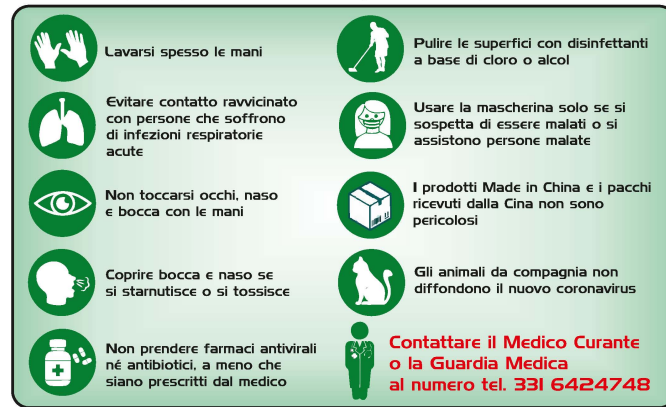 Lavarsi spesso le mani
Evitare contatto ravvicinato
con persone che soffrono
di infezioni respiratorie
acute
Non toccarsi occhi, naso
e bocca con le mani
Coprire bocca e naso se
si starnutisce o si tossisce
Non prendere farmaci antivirali
né antibiotici, a meno che
siano prescritti dal medico
Pulire le superfici con disinfettanti
a base di cloro o alcol
Usare la mascherina solo se si
sospetta di essere malati o si
assistono persone malate
I prodotti Made in China e i pacchi
ricevuti dalla Cina non sono
pericolosi
Gli animali da compagnia non
diffondono il nuovo coronavirus
Contattare il Medico Curante
o la Guardia Medica
al numero tel. 331 6424748